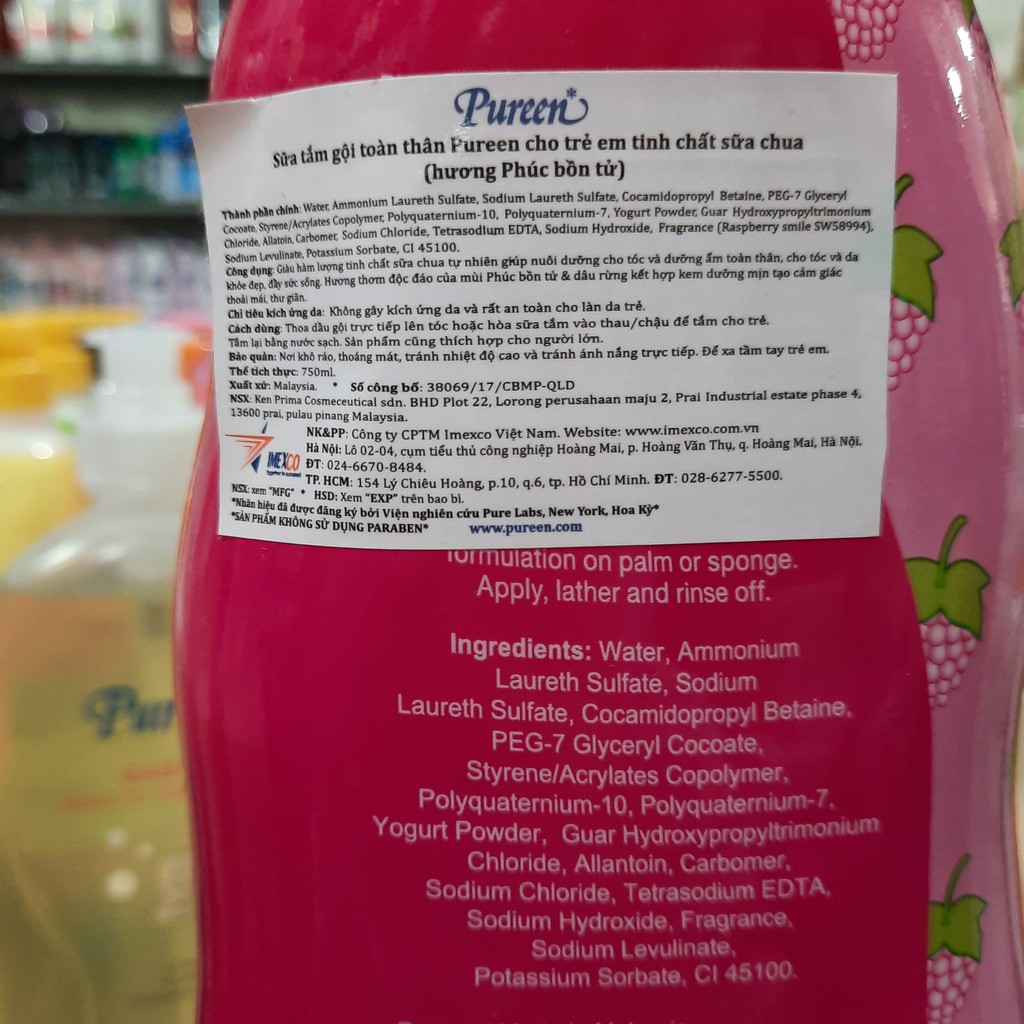 Pureen*
Sữa tắm gội toàn thân Pureen cho trẻ em tinh chất sữa chua
(hương Phúc bồn tử)
Thành phần chính: Water, Ammonium Laureth Sulfate, Sodium Laureth Sulfate, Cocamidopropyl Betaine, PEG-7 Glyceryl
Cocoate, Styrene/Acrylates Copolymer, Polyquaternium-10, Polyquaternium-7, Yogurt Powder, Guar Hydroxypropyltrimonium
Chloride, Allatoin, Carbomer, Sodium Chloride, Tetrasodium EDTA, Sodium Hydroxide, Fragrance (Raspberry smile SW58994),
Sodium Levulinate, Potassium Sorbate, CI 45100.
Công dụng: Giàu hàm lượng tinh chất sữa chua tự nhiên giúp nuôi dưỡng cho tóc và dưỡng ẩm toàn thân, cho tóc và da
khỏe đẹp, đầy sức sống. Hương thơm độc đáo của mùi Phúc bồn tử & dâu rừng kết hợp kem dưỡng mịn tạo cảm giác
thoải mái, thư giãn.
Chỉ tiêu kích ứng da: Không gây kích ứng da và rất an toàn cho làn da trẻ.
Cách dùng: Thoa dầu gội trực tiếp lên tóc hoặc hòa sữa tắm vào thau/chậu để tắm cho trẻ.
Tắm lại bằng nước sạch. Sản phẩm cũng thích hợp cho người lớn.
Bảo quản: Nơi khô ráo, thoáng mát, tránh nhiệt độ cao và tránh ánh nắng trực tiếp. Để xa tầm tay trẻ em.
Thể tích thực: 750ml.
Xuất xứ: Malaysia. * Số công bố: 38069/17/CBMP-QLD
NSX: Ken Prima Cosmeceutical sdn. BHD Plot 22, Lorong perusahaan maju 2, Prai Industrial estate phase 4,
13600 prai, pulau pinang Malaysia.
NK&PP: Công ty CPTM Imexco Việt Nam. Website: www.imexco.com.vn
Hà Nội: Lô 02-04, cụm tiểu thủ công nghiệp Hoàng Mai, p. Hoàng Văn Thụ, q. Hoàng Mai, Hà Nội.
IMEXCO
ĐT: 024-6670-8484.
TP. HCM: 154 Lý Chiêu Hoàng, p.10, q.6, tp. Hồ Chí Minh. ĐT: 028-6277-5500.
NSX: xem "MFG" * HSD: Xem "EXP" trên bao bì.
*Nhãn hiệu đã được đăng ký bởi Viện nghiên cứu Pure Labs, New York, Hoa Kỳ*
*SẢN PHẨM KHÔNG SỬ DỤNG PARABEN* www.pureen.com
formulation on palm or sponge.
Apply, lather and rinse off.
Ingredients: Water, Ammonium
Laureth Sulfate, Sodium
Laureth Sulfate, Cocamidopropyl Betaine,
PEG-7 Glyceryl Cocoate,
Styrene/Acrylates Copolymer,
Polyquaternium-10, Polyquaternium-7,
Yogurt Powder, Guar Hydroxypropyltrimonium
Chloride, Allantoin, Carbomer,
Sodium Chloride, Tetrasodium EDTA,
Sodium Hydroxide, Fragrance,
Sodium Levulinate,
Potassium Sorbate, CI 45100.
Pur